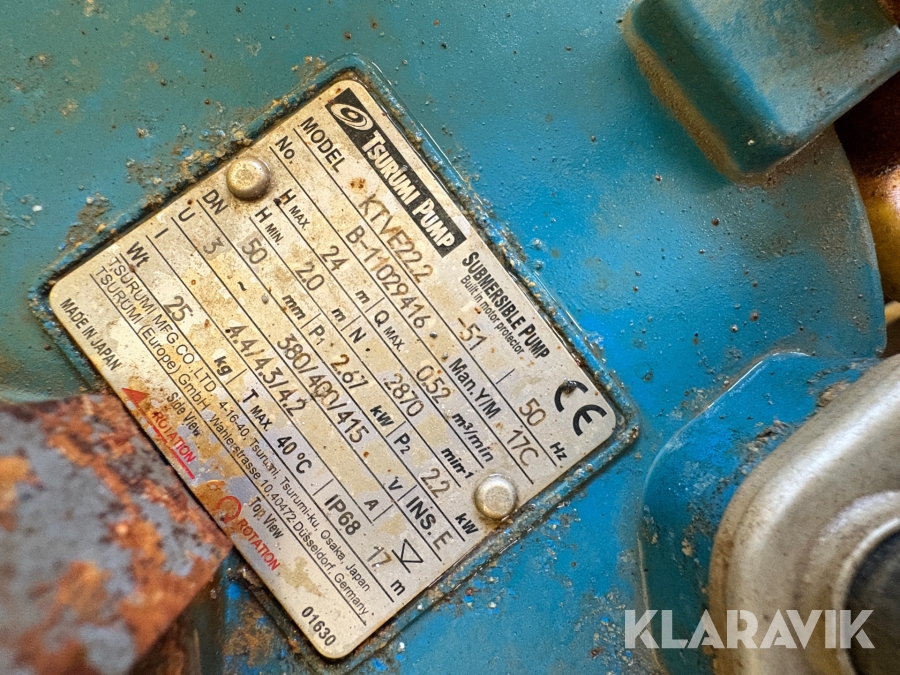 TSURUMI PUMP SUBMERSIBLE PUMP
Built in motor protector
CE
MODEL KTVE22.2 -51 50 Hz
No. B-11029416 Man.Y/M 17C
H MAX. 24 m Q MAX. 0.52 m³/min
H MIN. 2.0 m N 2870 min-1
DN 50 mm P1 2.67 kW P2 2.2 kW
U 3 ~ 380/400/415 V INS. E
I 4.4/4.3/4.2 A 17 m
Wt 25 kg T MAX. 40 °C IP68
TSURUMI MFG CO.,LTD. 4-16-40, Tsurumi, Tsurumi-ku, Osaka, Japan
TSURUMI (Europe) GmbH. Wahlerstrasse 10, 40472 Düsseldorf, Germany
MADE IN JAPAN
ROTATION
Side View
ROTATION
Top View
01630
KLARAVIK